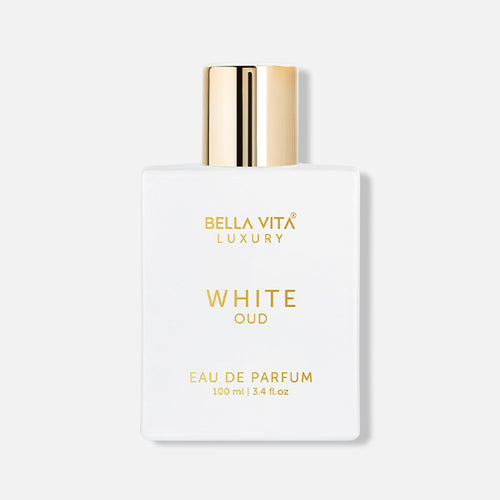 BELLA VITA®
LUXURY
WHITE
OUD
EAU DE PARFUM
100 ml | 3.4 fl.oz